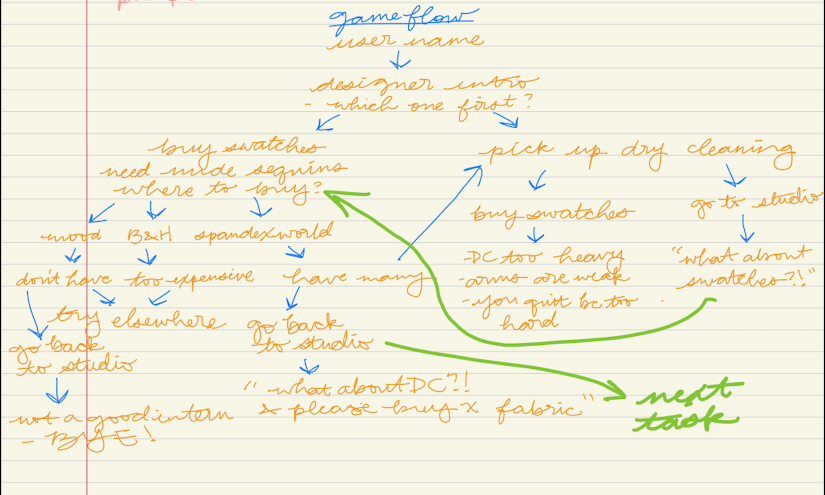 game flow
user name
designer intro
- which one first?
buy swatches
need nude sequins
where to buy?
mood
B&H
spandexworld
don't have
too expensive
have many
try elsewhere
go back
to studio
not a good intern
- BYE!
go back
to studio
"what about DC?!
& please buy x fabric"
pick up dry cleaning
buy swatches
-DC too heavy
-arms are weak
-you quit bc too
hard
go to studio
"what about
swatches?!"
next
task